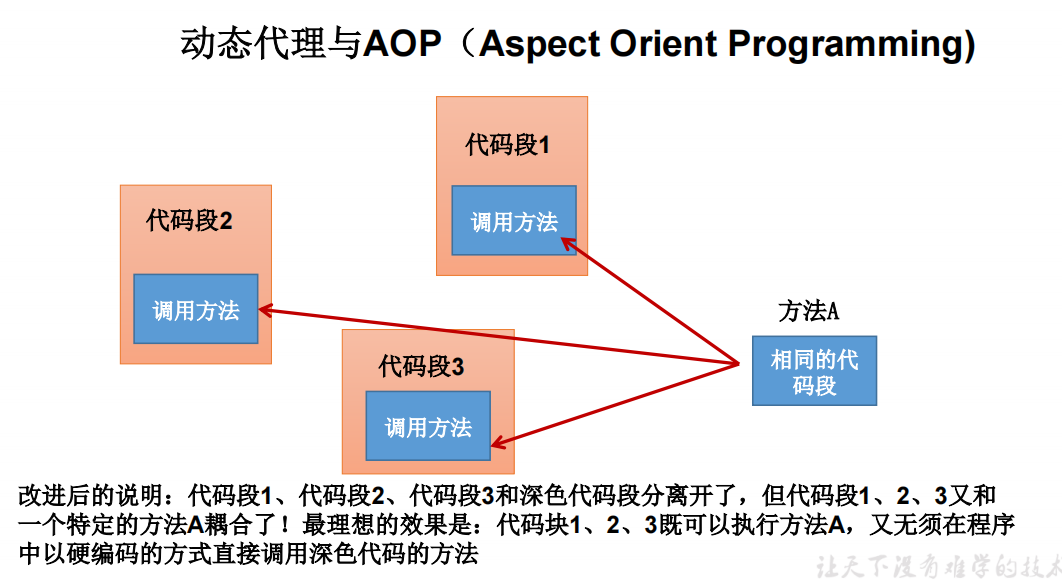 动态代理与AOP（Aspect Orient Programming)
代码段1
调用方法
代码段2
调用方法
方法A
相同的代
码段
代码段3
调用方法
改进后的说明：代码段1、代码段2、代码段3和深色代码段分离开了，但代码段1、2、3又和
一个特定的方法A耦合了！最理想的效果是：代码块1、2、3既可以执行方法A，又无须在程序
中以硬编码的方式直接调用深色代码的方法
让天下没有难学的技术